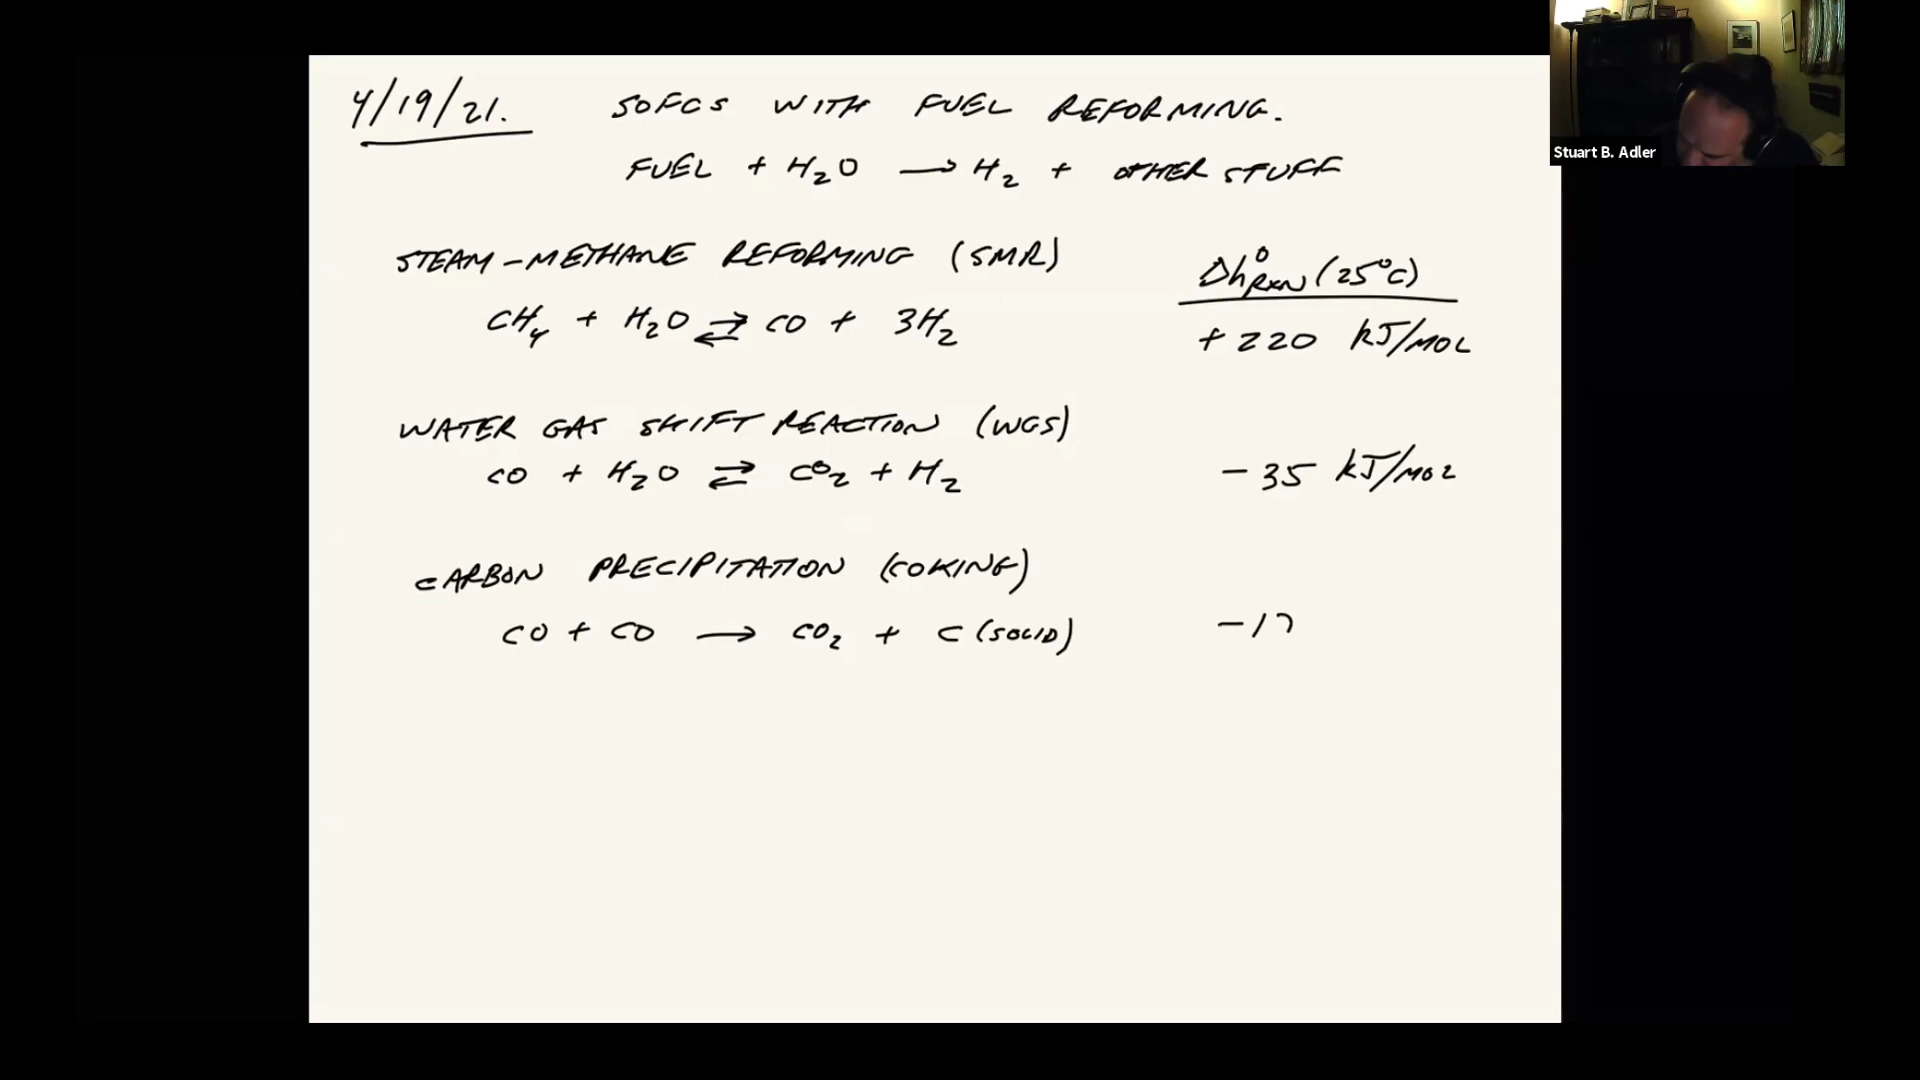 4/19/21. SOFCS WITH FUEL REFORMING.
FUEL + H2O → H2 + OTHER STUFF
STEAM-METHANE REFORMING (SMR)
Δh°RXN (25°C)
CH4 + H2O ⇄ CO + 3H2
+220 kJ/MOL
WATER GAS SHIFT REACTION (WGS)
CO + H2O ⇄ CO2 + H2
-35 kJ/MOL
CARBON PRECIPITATION (COKING)
CO + CO → CO2 + C (SOLID)
-17
Stuart B. Adler